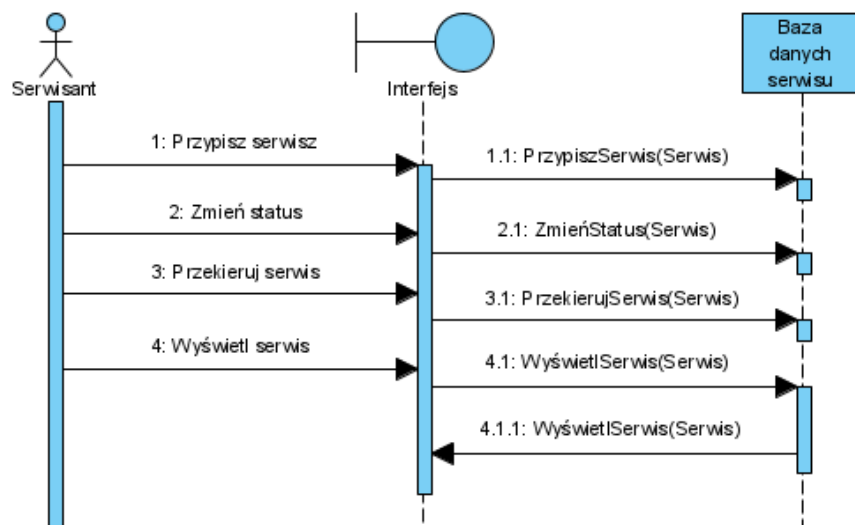 Serwisant
Interfejs
Baza
danych
serwisu
1: Przypisz serwisz
1.1: PrzypiszSerwis(Serwis)
2: Zmień status
2.1: ZmieńStatus(Serwis)
3: Przekieruj serwis
3.1: PrzekierujSerwis(Serwis)
4: Wyświetl serwis
4.1: WyświetlSerwis(Serwis)
4.1.1: WyświetlSerwis(Serwis)